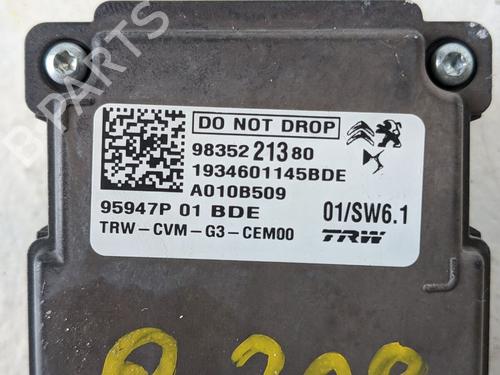 B-PARTS
DO NOT DROP
98352 213 80
1934601145BDE
A010B509
95947P 01 BDE 01/SW6.1
TRW-CVM-G3-CEM00 TRW